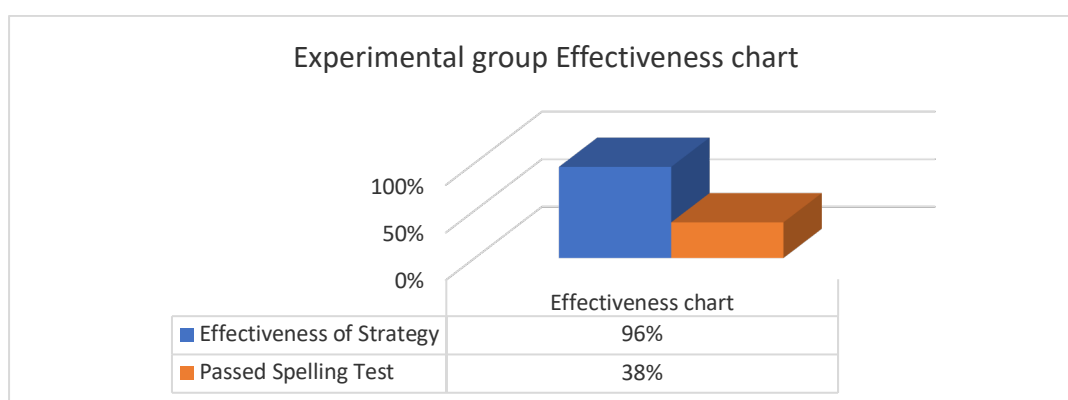 Experimental group Effectiveness chart
100%
50%
0%
Effectiveness chart
Effectiveness of Strategy 96%
Passed Spelling Test 38%